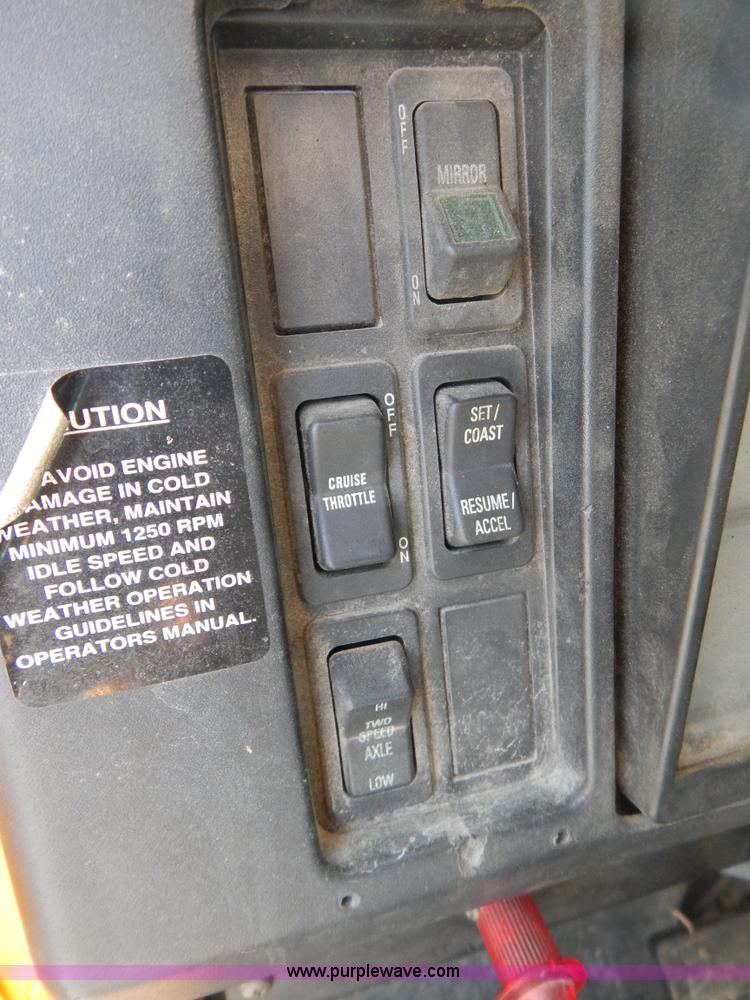 OFF
MIRROR
ON
OFF
CRUISE
THROTTLE
ON
SET/
COAST
RESUME/
ACCEL
UTION
AVOID ENGINE
AMAGE IN COLD
WEATHER, MAINTAIN
MINIMUM 1250 RPM
IDLE SPEED AND
FOLLOW COLD
WEATHER OPERATION
GUIDELINES IN
OPERATORS MANUAL.
HI
TWO
SPEED
AXLE
LOW
www.purplewave.com